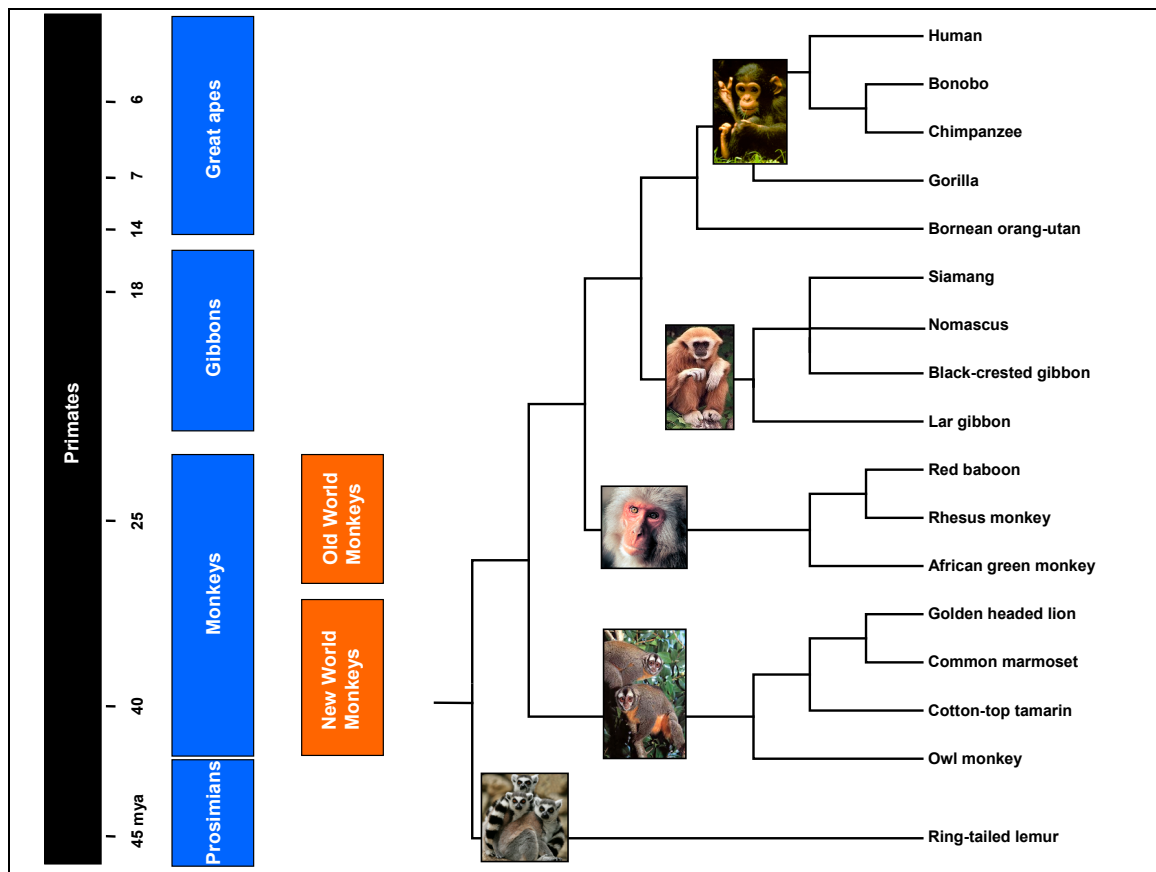 Primates
6
7
14
18
25
40
45 mya
Great apes
Gibbons
Monkeys
Prosimians
Old World
Monkeys
New World
Monkeys
Human
Bonobo
Chimpanzee
Gorilla
Bornean orang-utan
Siamang
Nomascus
Black-crested gibbon
Lar gibbon
Red baboon
Rhesus monkey
African green monkey
Golden headed lion
Common marmoset
Cotton-top tamarin
Owl monkey
Ring-tailed lemur